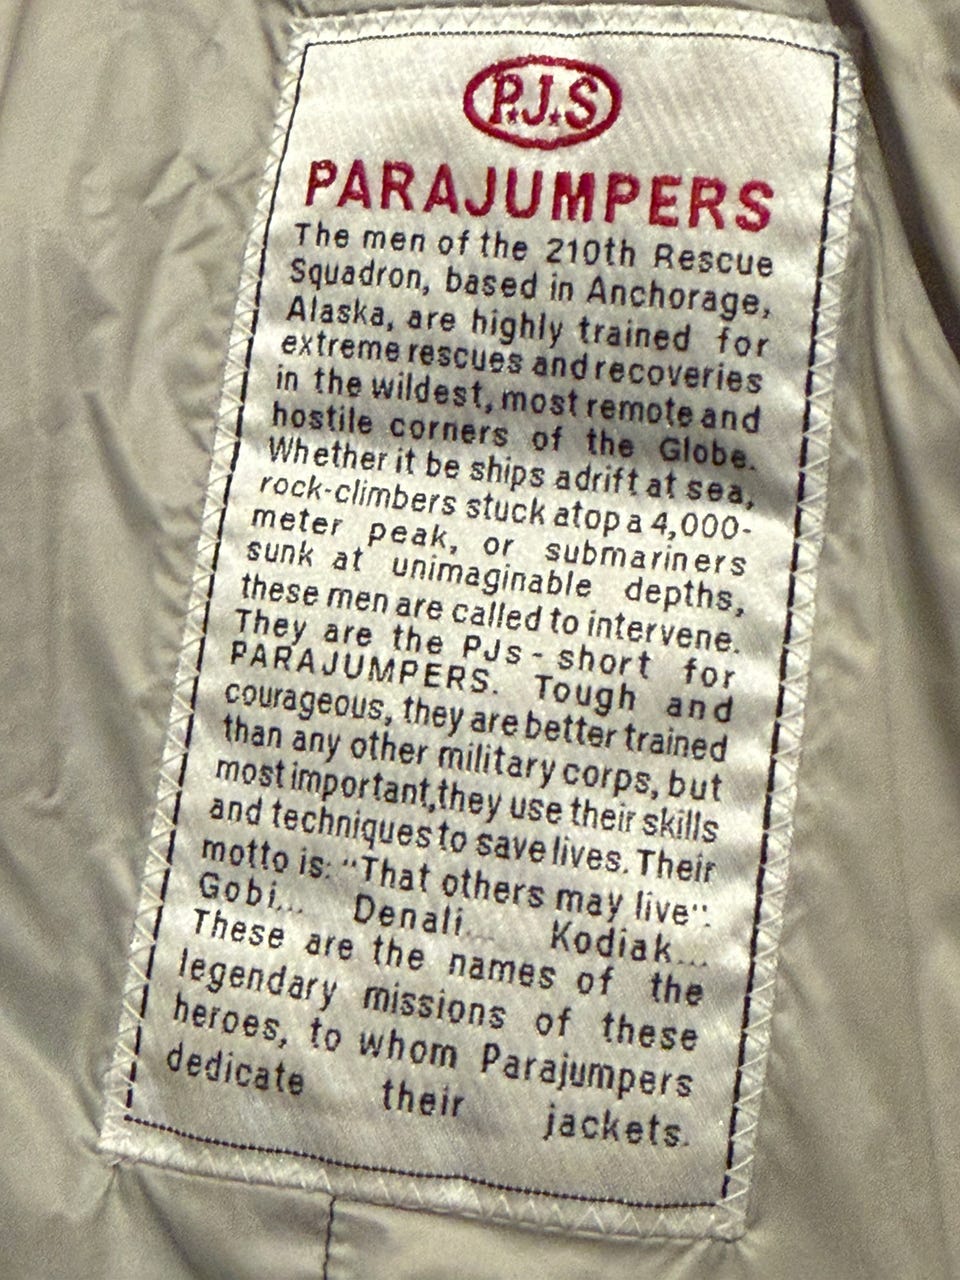 P.J.S
PARAJUMPERS
The men of the 210th Rescue
Squadron, based in Anchorage,
Alaska, are highly trained for
extreme rescues and recoveries
in the wildest, most remote and
hostile corners of the Globe.
Whether it be ships adrift at sea,
rock-climbers stuck atop a 4,000-
meter peak, or submariners
sunk at unimaginable depths,
these men are called to intervene.
They are the PJs - short for
PARAJUMPERS. Tough and
courageous, they are better trained
than any other military corps, but
most important,they use their skills
and techniques to save lives. Their
motto is: "That others may live".
Gobi... Denali... Kodiak...
These are the names of the
legendary missions of these
heroes, to whom Parajumpers
dedicate their jackets.